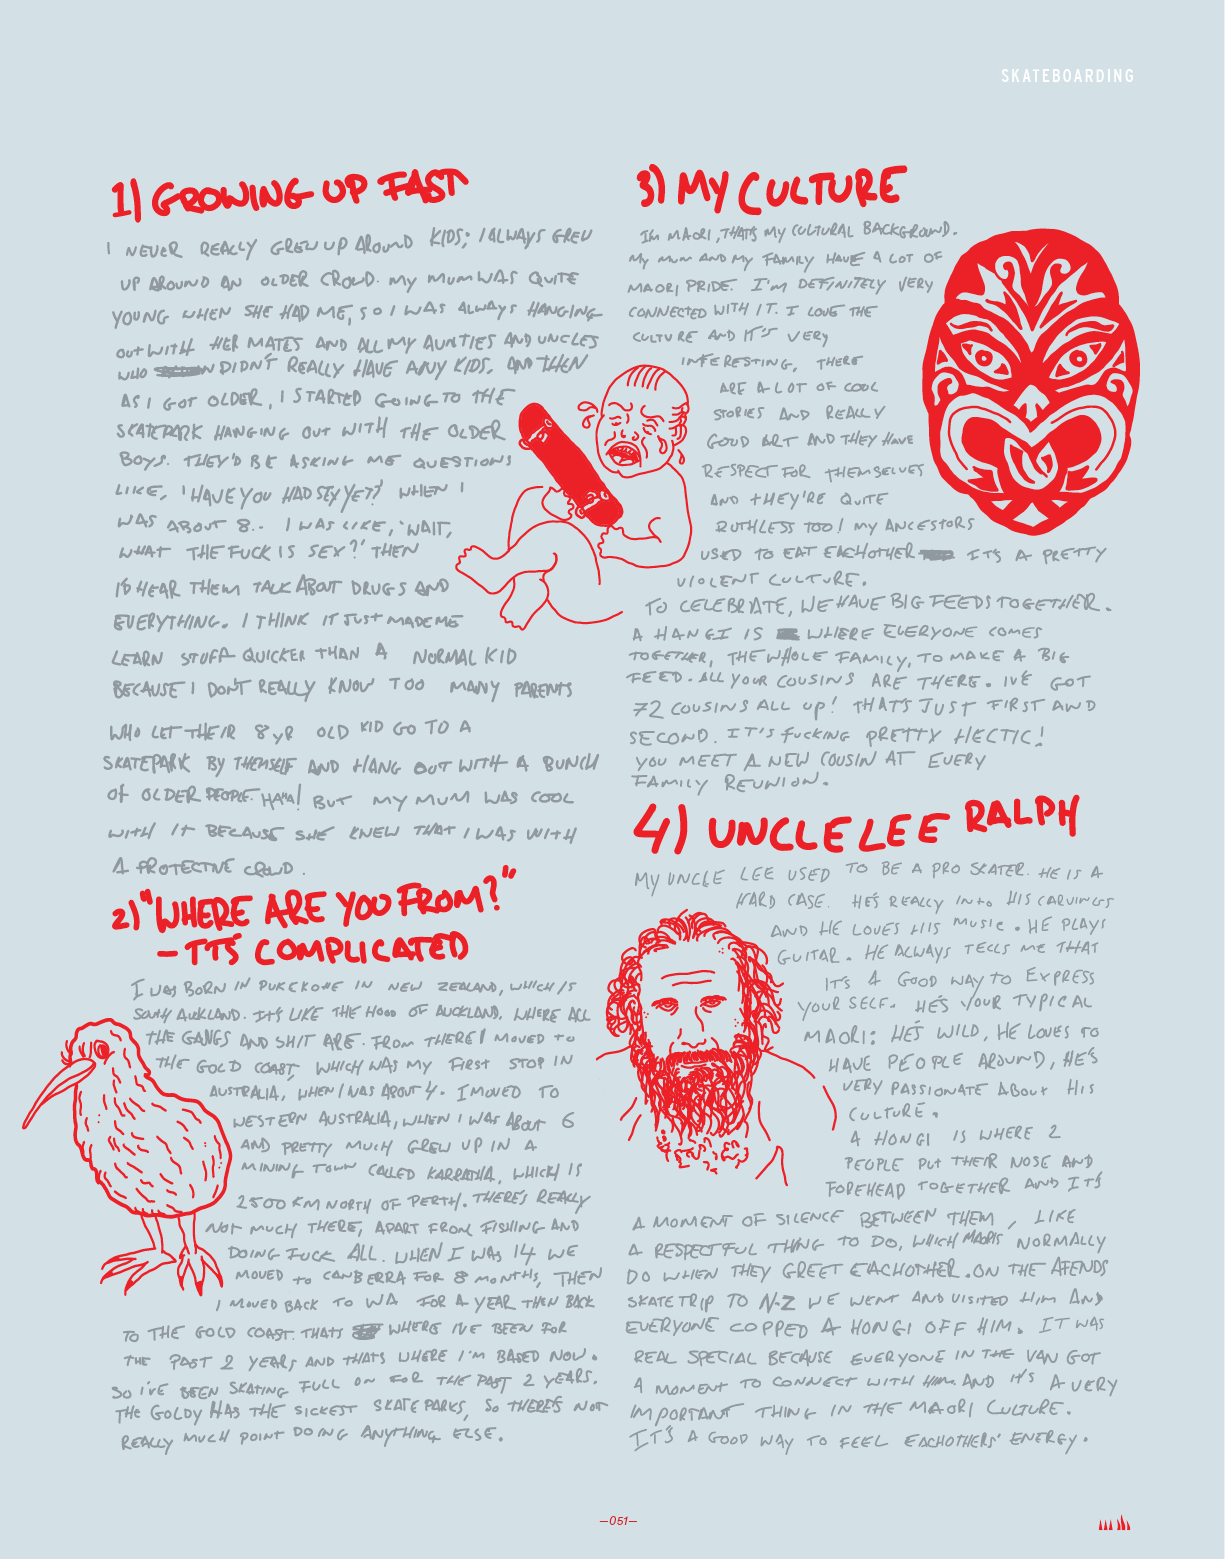 SKATEBOARDING
1) GROWING UP FAST
I NEVER REALLY GREW UP AROUND KIDS; I ALWAYS GREW
UP AROUND AN OLDER CROWD. MY MUM WAS QUITE
YOUNG WHEN SHE HAD ME, SO I WAS ALWAYS HANGING
OUT WITH HER MATES AND ALL MY AUNTIES AND UNCLES
WHO DIDN'T REALLY HAVE ANY KIDS. AND THEN
AS I GOT OLDER, I STARTED GOING TO THE
SKATEPARK HANGING OUT WITH THE OLDER
BOYS. THEY'D BE ASKING ME QUESTIONS
LIKE, 'HAVE YOU HAD SEX YET?' WHEN I
WAS ABOUT 8.. I WAS LIKE, 'WAIT,
WHAT THE FUCK IS SEX?' THEN
I'D HEAR THEM TALK ABOUT DRUGS AND
EVERYTHING. I THINK IT JUST MADE ME
LEARN STUFF QUICKER THAN A NORMAL KID
BECAUSE I DON'T REALLY KNOW TOO MANY PARENTS
WHO LET THEIR 8 YR OLD KID GO TO A
SKATEPARK BY THEMSELF AND HANG OUT WITH A BUNCH
OF OLDER PEOPLE. HAHA! BUT MY MUM WAS COOL
WITH IT BECAUSE SHE KNEW THAT I WAS WITH
A PROTECTIVE CROWD.
2) "WHERE ARE YOU FROM?"
– IT'S COMPLICATED
I WAS BORN IN PUKEKOHE IN NEW ZEALAND, WHICH IS
SOUTH AUCKLAND. IT'S LIKE THE HOOD OF AUCKLAND, WHERE ALL
THE GANGS AND SHIT ARE. FROM THERE I MOVED TO
THE GOLD COAST, WHICH WAS MY FIRST STOP IN
AUSTRALIA, WHEN I WAS ABOUT 4. I MOVED TO
WESTERN AUSTRALIA, WHEN I WAS ABOUT 6
AND PRETTY MUCH GREW UP IN A
MINING TOWN CALLED KARRATHA, WHICH IS
2500 KM NORTH OF PERTH. THERE'S REALLY
NOT MUCH THERE, APART FROM FISHING AND
DOING FUCK ALL. WHEN I WAS 14 WE
MOVED TO CANBERRA FOR 8 MONTHS, THEN
I MOVED BACK TO WA FOR A YEAR THEN BACK
TO THE GOLD COAST. THATS WHERE I'VE BEEN FOR
THE PAST 2 YEARS AND THATS WHERE I'M BASED NOW.
SO I'VE BEEN SKATING FULL ON FOR THE PAST 2 YEARS.
THE GOLDY HAS THE SICKEST SKATE PARKS, SO THERE'S NOT
REALLY MUCH POINT DOING ANYTHING ELSE.
3) MY CULTURE
I'M MAORI, THAT'S MY CULTURAL BACKGROUND.
MY MUM AND MY FAMILY HAVE A LOT OF
MAORI PRIDE. I'M DEFINITELY VERY
CONNECTED WITH IT. I LOVE THE
CULTURE AND IT'S VERY
INTERESTING, THERE
ARE A LOT OF COOL
STORIES AND REALLY
GOOD ART AND THEY HAVE
RESPECT FOR THEMSELVES
AND THEY'RE QUITE
RUTHLESS TOO! MY ANCESTORS
USED TO EAT EACHOTHER IT'S A PRETTY
VIOLENT CULTURE.
TO CELEBRATE, WE HAVE BIG FEEDS TOGETHER.
A HANGI IS WHERE EVERYONE COMES
TOGETHER, THE WHOLE FAMILY, TO MAKE A BIG
FEED. ALL YOUR COUSINS ARE THERE. I'VE GOT
72 COUSINS ALL UP! THAT'S JUST FIRST AND
SECOND. IT'S FUCKING PRETTY HECTIC!
YOU MEET A NEW COUSIN AT EVERY
FAMILY REUNION.
4) UNCLE LEE RALPH
MY UNCLE LEE USED TO BE A PRO SKATER. HE IS A
HARD CASE. HE'S REALLY INTO HIS CARVINGS
AND HE LOVES HIS MUSIC. HE PLAYS
GUITAR. HE ALWAYS TELLS ME THAT
IT'S A GOOD WAY TO EXPRESS
YOUR SELF. HE'S YOUR TYPICAL
MAORI: HE'S WILD, HE LOVES TO
HAVE PEOPLE AROUND, HE'S
VERY PASSIONATE ABOUT HIS
CULTURE.
A HONGI IS WHERE 2
PEOPLE PUT THEIR NOSE AND
FOREHEAD TOGETHER AND IT'S
A MOMENT OF SILENCE BETWEEN THEM, LIKE
A RESPECTFUL THING TO DO, WHICH MAORIS NORMALLY
DO WHEN THEY GREET EACHOTHER. ON THE AFENDS
SKATE TRIP TO N-Z WE WENT AND VISITED HIM AND
EVERYONE COPPED A HONGI OFF HIM. IT WAS
REAL SPECIAL BECAUSE EVERYONE IN THE VAN GOT
A MOMENT TO CONNECT WITH HIM. AND IT'S A VERY
IMPORTANT THING IN THE MAORI CULTURE.
IT'S A GOOD WAY TO FEEL EACHOTHERS' ENERGY.
—051—